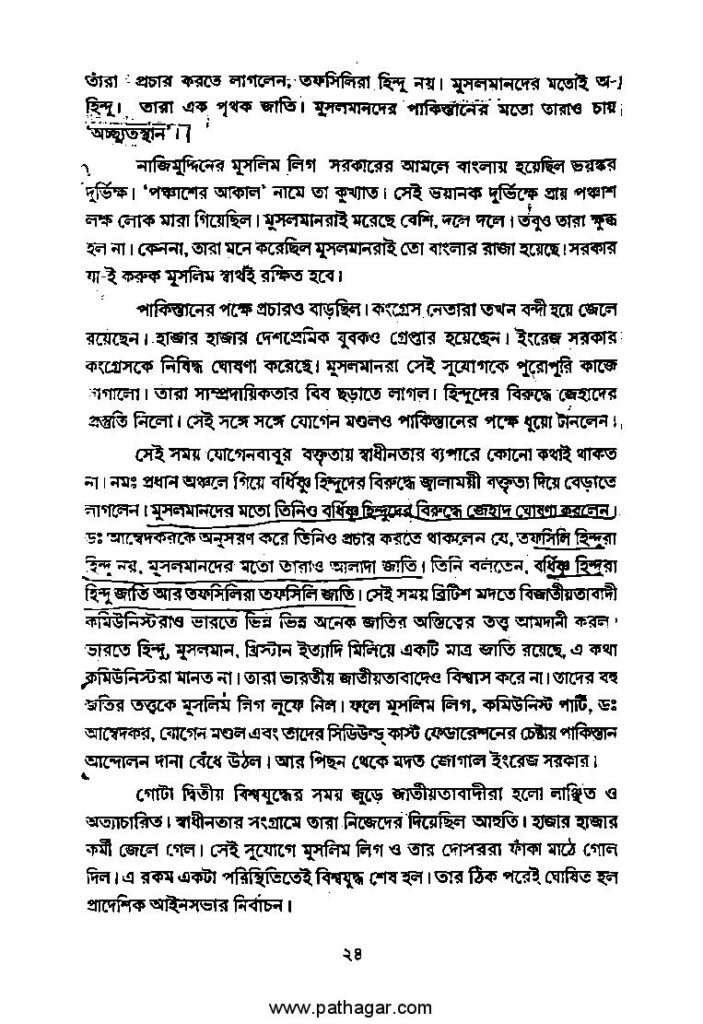 তাঁরা প্রচার করতে লাগলেন, তফসিলিরা হিন্দু নয়। মুসলমানদের মতোই অ-
হিন্দু। তারা এক পৃথক জাতি। মুসলমানদের পাকিস্তানের মতো তারাও চায়
'অচ্ছ্যুতস্থান'।
নাজিমুদ্দিনের মুসলিম লিগ সরকারের আমলে বাংলায় হয়েছিল ভয়ঙ্কর
দুর্ভিক্ষ। 'পঞ্চাশের আকাল' নামে তা কুখ্যাত। সেই ভয়ানক দুর্ভিক্ষে প্রায় পঞ্চাশ
লক্ষ লোক মারা গিয়েছিল। মুসলমানরাই মরেছে বেশি, দলে দলে। তবুও তারা ক্ষুব্ধ
হল না। কেননা, তারা মনে করেছিল মুসলমানরাই তো বাংলার রাজা হয়েছে। সরকার
যা-ই করুক মুসলিম স্বার্থই রক্ষিত হবে।
পাকিস্তানের পক্ষে প্রচারও বাড়ছিল। কংগ্রেস নেতারা তখন বন্দী হয়ে জেলে
রয়েছেন। হাজার হাজার দেশপ্রেমিক যুবকও গ্রেপ্তার হয়েছেন। ইংরেজ সরকার
কংগ্রেসকে নিষিদ্ধ ঘোষণা করেছে। মুসলমানরা সেই সুযোগকে পুরোপুরি কাজে
লাগালো। তারা সাম্প্রদায়িকতার বিষ ছড়াতে লাগল। হিন্দুদের বিরুদ্ধে জেহাদের
প্রস্তুতি নিলো। সেই সঙ্গে সঙ্গে যোগেন মণ্ডলও পাকিস্তানের পক্ষে ধুয়ো টানলেন।
সেই সময় যোগেনবাবুর বক্তৃতায় স্বাধীনতার ব্যপারে কোনো কথাই থাকত
না। নমঃ প্রধান অঞ্চলে গিয়ে বর্ধিষ্ণু হিন্দুদের বিরুদ্ধে জ্বালাময়ী বক্তৃতা দিয়ে বেড়াতে
লাগলেন। মুসলমানদের মতো তিনিও বর্ধিষ্ণু হিন্দুদের বিরুদ্ধে জেহাদ ঘোষণা করলেন।
ডঃ আম্বেদকরকে অনুসরণ করে তিনিও প্রচার করতে থাকলেন যে, তফসিলি হিন্দুরা
হিন্দু নয়, মুসলমানদের মতো তারাও আলাদা জাতি। তিনি বলতেন, বর্ধিষ্ণু হিন্দুরা
হিন্দু জাতি আর তফসিলিরা তফসিলি জাতি। সেই সময় ব্রিটিশ মদতে বিজাতীয়তাবাদী
কমিউনিস্টরাও ভারতে ভিন্ন ভিন্ন অনেক জাতির অস্তিত্বের তত্ত্ব আমদানী করল।
ভারতে হিন্দু, মুসলমান, খ্রিস্টান ইত্যাদি মিলিয়ে একটি মাত্র জাতি রয়েছে, এ কথা
কমিউনিস্টরা মানত না। তারা ভারতীয় জাতীয়তাবাদেও বিশ্বাস করে না। তাদের বহু
জাতির তত্ত্বকে মুসলিম লিগ লুফে নিল। ফলে মুসলিম লিগ, কমিউনিস্ট পার্টি, ডঃ
আম্বেদকর, যোগেন মণ্ডল এবং তাদের সিডিউল্ড কাস্ট ফেডারেশনের চেষ্টায় পাকিস্তান
আন্দোলন দানা বেঁধে উঠল। আর পিছন থেকে মদত জোগাল ইংরেজ সরকার।
গোটা দ্বিতীয় বিশ্বযুদ্ধের সময় জুড়ে জাতীয়তাবাদীরা হলো লাঞ্ছিত ও
অত্যাচারিত। স্বাধীনতার সংগ্রামে তারা নিজেদের দিয়েছিল আহুতি। হাজার হাজার
কর্মী জেলে গেল। সেই সুযোগে মুসলিম লিগ ও তার দোসররা ফাঁকা মাঠে গোল
দিল। এ রকম একটা পরিস্থিতিতেই বিশ্বযুদ্ধ শেষ হল। তার ঠিক পরেই ঘোষিত হল
প্রাদেশিক আইনসভার নির্বাচন।
২৪
www.pathagar.com